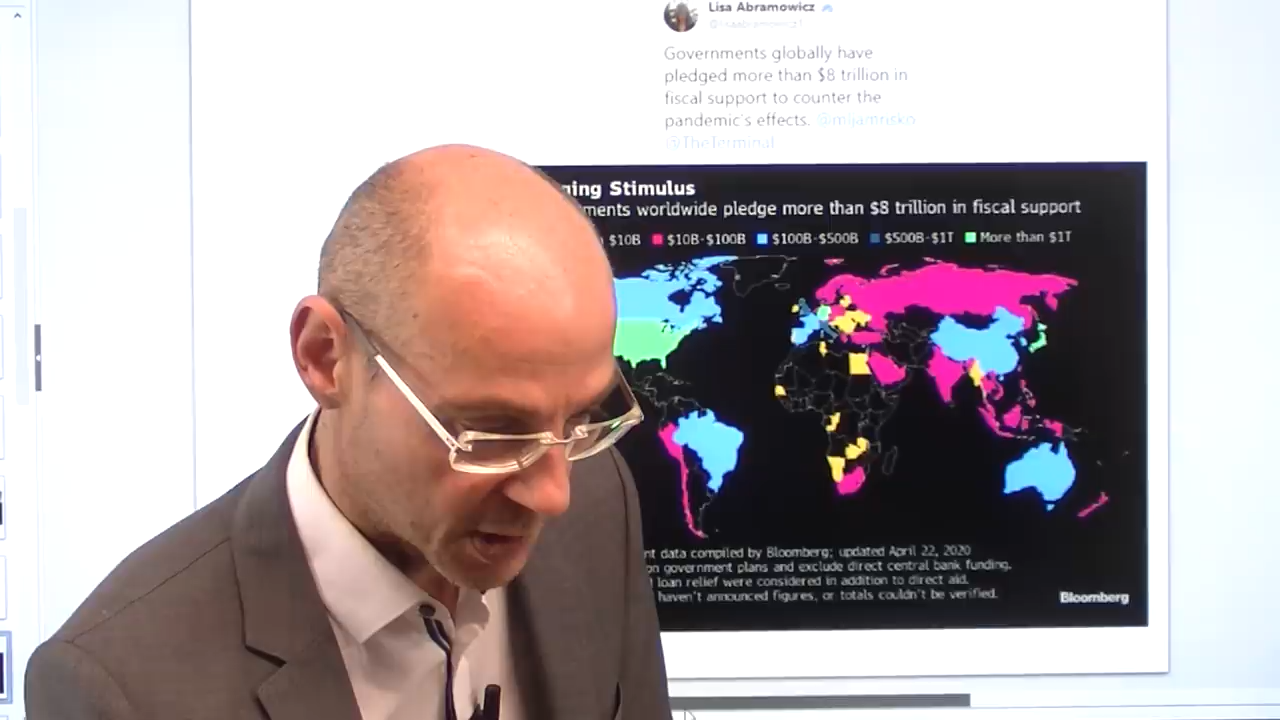 Lisa Abramowicz
@lisaabramowicz1
Governments globally have
pledged more than $8 trillion in
fiscal support to counter the
pandemic's effects. @mljamrisko
@TheTerminal
ging Stimulus
ments worldwide pledge more than $8 trillion in fiscal support
$10B $10B-$100B $100B-$500B $500B-$1T More than $1T
nt data compiled by Bloomberg; updated April 22, 2020
on government plans and exclude direct central bank funding.
loan relief were considered in addition to direct aid.
haven't announced figures, or totals couldn't be verified.
Bloomberg